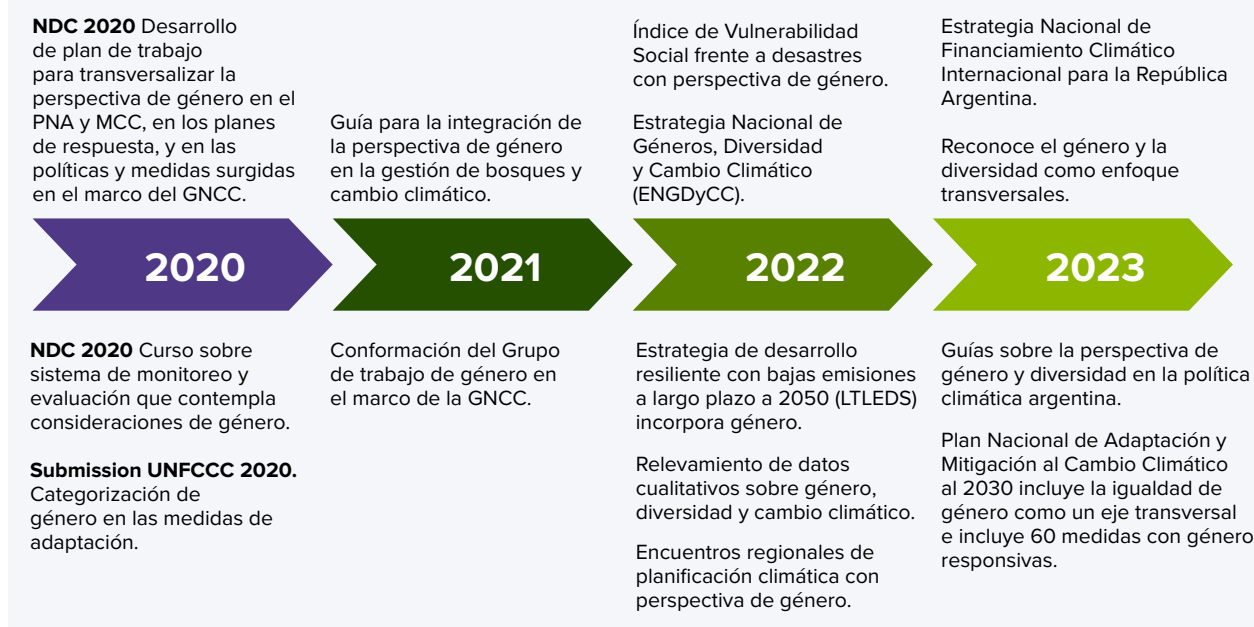 NDC 2020 Desarrollo
de plan de trabajo
para transversalizar la
perspectiva de género en el
PNA y MCC, en los planes
de respuesta, y en las
políticas y medidas surgidas
en el marco del GNCC.
Guía para la integración de
la perspectiva de género
en la gestión de bosques y
cambio climático.
Índice de Vulnerabilidad
Social frente a desastres
con perspectiva de género.
Estrategia Nacional de
Géneros, Diversidad
y Cambio Climático
(ENGDyCC).
Estrategia Nacional de
Financiamiento Climático
Internacional para la República
Argentina.
Reconoce el género y la
diversidad como enfoque
transversales.
2020
2021
2022
2023
NDC 2020 Curso sobre
sistema de monitoreo y
evaluación que contempla
consideraciones de género.
Submission UNFCCC 2020.
Categorización de
género en las medidas de
adaptación.
Conformación del Grupo
de trabajo de género en
el marco de la GNCC.
Estrategia de desarrollo
resiliente con bajas emisiones
a largo plazo a 2050 (LTLEDS)
incorpora género.
Relevamiento de datos
cualitativos sobre género,
diversidad y cambio climático.
Encuentros regionales de
planificación climática con
perspectiva de género.
Guías sobre la perspectiva de
género y diversidad en la política
climática argentina.
Plan Nacional de Adaptación y
Mitigación al Cambio Climático
al 2030 incluye la igualdad de
género como un eje transversal
e incluye 60 medidas con género
responsivas.